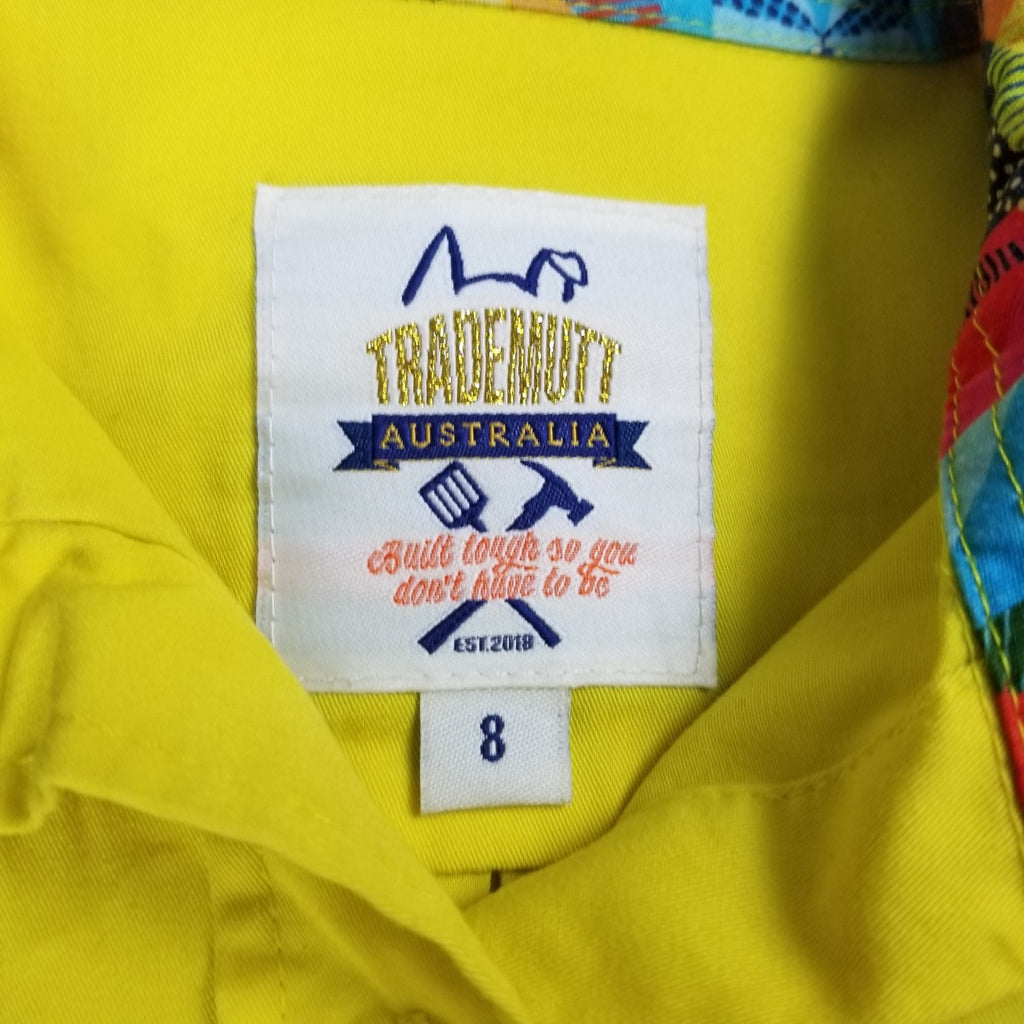 TRADEMUTT
AUSTRALIA
Built tough so you
don't have to be
EST.2018
8